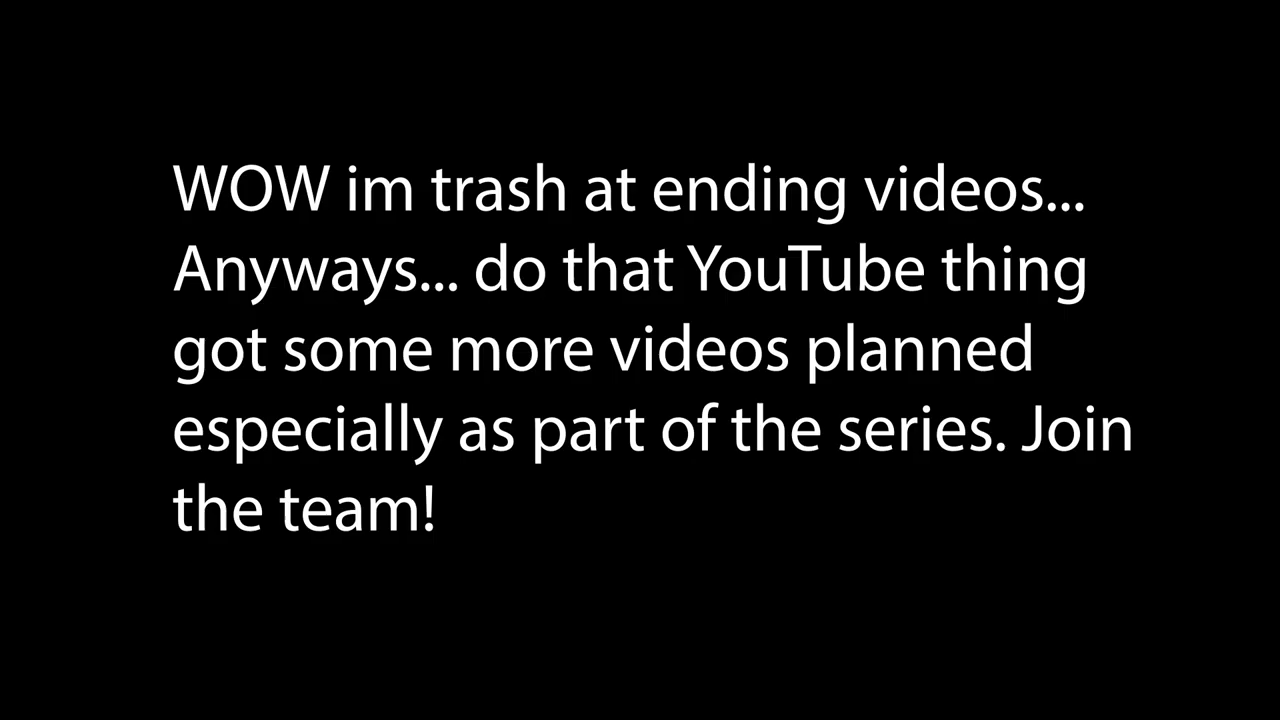 WOW im trash at ending videos...
Anyways... do that YouTube thing
got some more videos planned
especially as part of the series. Join
the team!